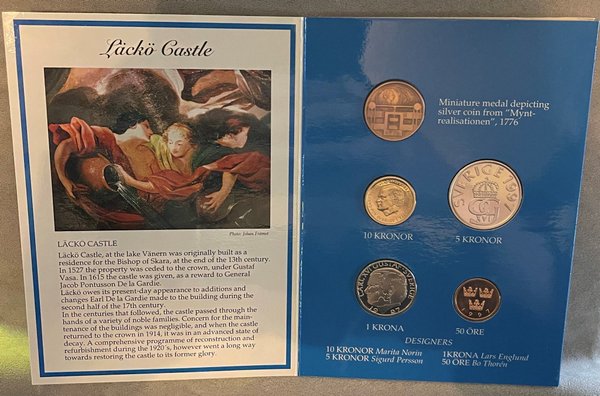 Läckö Castle
Photo: Johan Främst
LÄCKÖ CASTLE
Läckö Castle, at the lake Vänern was originally built as a
residence for the Bishop of Skara, at the end of the 13th century.
In 1527 the property was ceded to the crown, under Gustaf
Vasa. In 1615 the castle was given, as a reward to General
Jacob Pontusson De la Gardie.
Läckö owes its present-day appearance to additions and
changes Earl De la Gardie made to the building during the
second half of the 17th century.
In the centuries that followed, the castle passed through the
hands of a variety of noble families. Concern for the main-
tenance of the buildings was negligible, and when the castle
returned to the crown in 1914, it was in an advanced state of
decay. A comprehensive programme of reconstruction and
refurbishment during the 1920's, however went a long way
towards restoring the castle to its former glory.
Miniature medal depicting
silver coin from "Mynt-
realisationen", 1776
10 KRONOR
SVERIGE 1991
5 KRONOR
CARL XVI GUSTAF SVERIGE
1 KRONA
50 ÖRE
DESIGNERS
10 KRONOR Marita Norin
5 KRONOR Sigurd Persson
1KRONA Lars Englund
50 ÖRE Bo Thorén